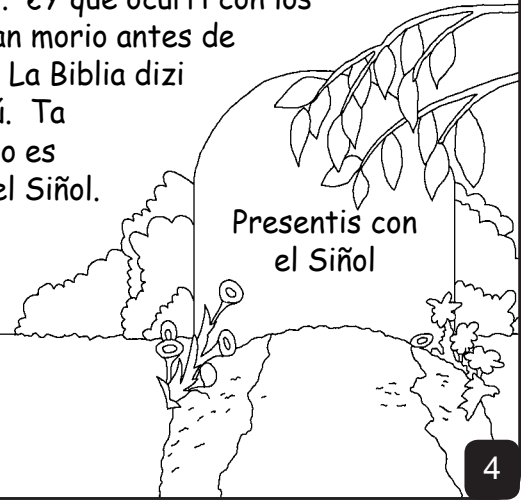 . ¿Y que ocurri con los
an morio antes de
La Biblia dizi
ú. Ta
o es
el Siñol.
Presentis con
el Siñol
4